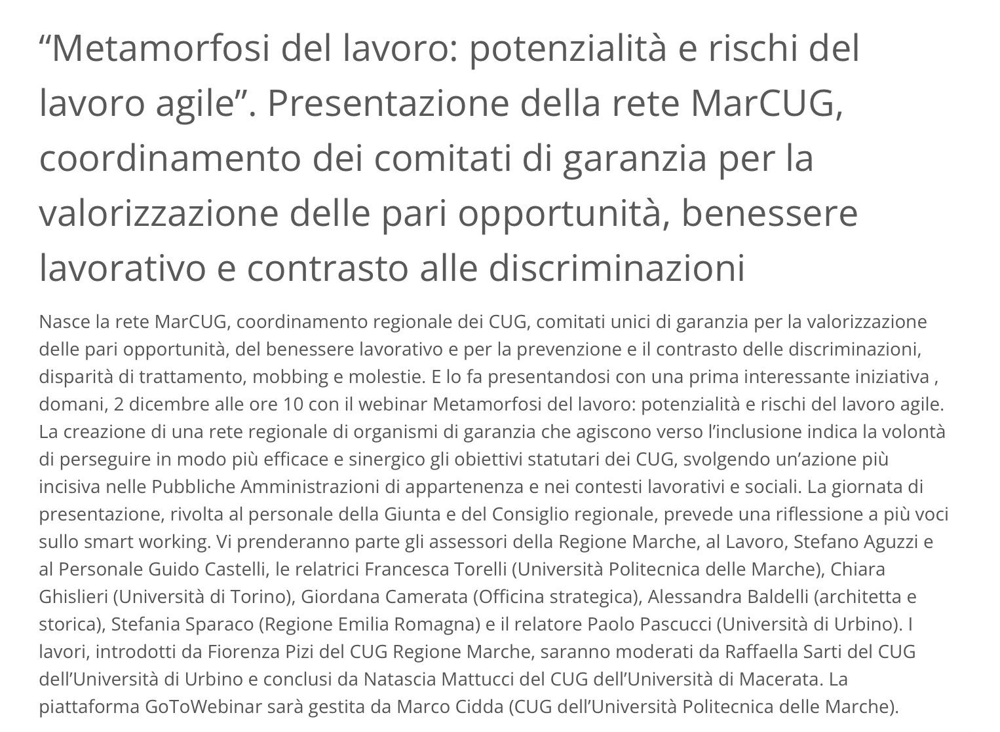 “Metamorfosi del lavoro: potenzialità e rischi del
lavoro agile”. Presentazione della rete MarCUG,
coordinamento dei comitati di garanzia per la
valorizzazione delle pari opportunità, benessere
lavorativo e contrasto alle discriminazioni
Nasce la rete MarCUG, coordinamento regionale dei CUG, comitati unici di garanzia per la valorizzazione
delle pari opportunità, del benessere lavorativo e per la prevenzione e il contrasto delle discriminazioni,
disparità di trattamento, mobbing e molestie. E lo fa presentandosi con una prima interessante iniziativa ,
domani, 2 dicembre alle ore 10 con il webinar Metamorfosi del lavoro: potenzialità e rischi del lavoro agile.
La creazione di una rete regionale di organismi di garanzia che agiscono verso l’inclusione indica la volontà
di perseguire in modo più efficace e sinergico gli obiettivi statutari dei CUG, svolgendo un’azione più
incisiva nelle Pubbliche Amministrazioni di appartenenza e nei contesti lavorativi e sociali. La giornata di
presentazione, rivolta al personale della Giunta e del Consiglio regionale, prevede una riflessione a più voci
sullo smart working. Vi prenderanno parte gli assessori della Regione Marche, al Lavoro, Stefano Aguzzi e
al Personale Guido Castelli, le relatrici Francesca Torelli (Università Politecnica delle Marche), Chiara
Ghislieri (Università di Torino), Giordana Camerata (Officina strategica), Alessandra Baldelli (architetta e
storica), Stefania Sparaco (Regione Emilia Romagna) e il relatore Paolo Pascucci (Università di Urbino). I
lavori, introdotti da Fiorenza Pizi del CUG Regione Marche, saranno moderati da Raffaella Sarti del CUG
dell’Università di Urbino e conclusi da Natascia Mattucci del CUG dell’Università di Macerata. La
piattaforma GoToWebinar sarà gestita da Marco Cidda (CUG dell’Università Politecnica delle Marche).